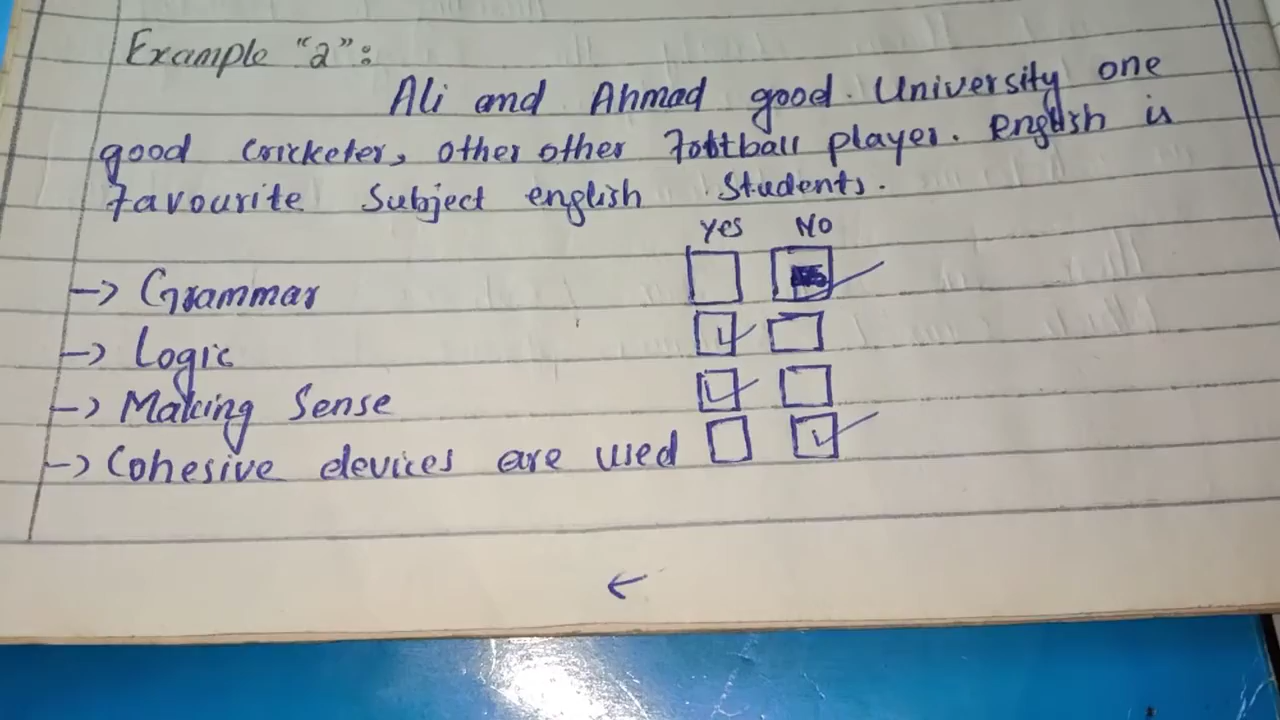 Example "2":
Ali and Ahmad good. University one
good cricketer, other other football player. english is
favourite Subject english Students.
Yes No
→ Grammar
→ Logic
→ Making Sense
→ Cohesive devices are used